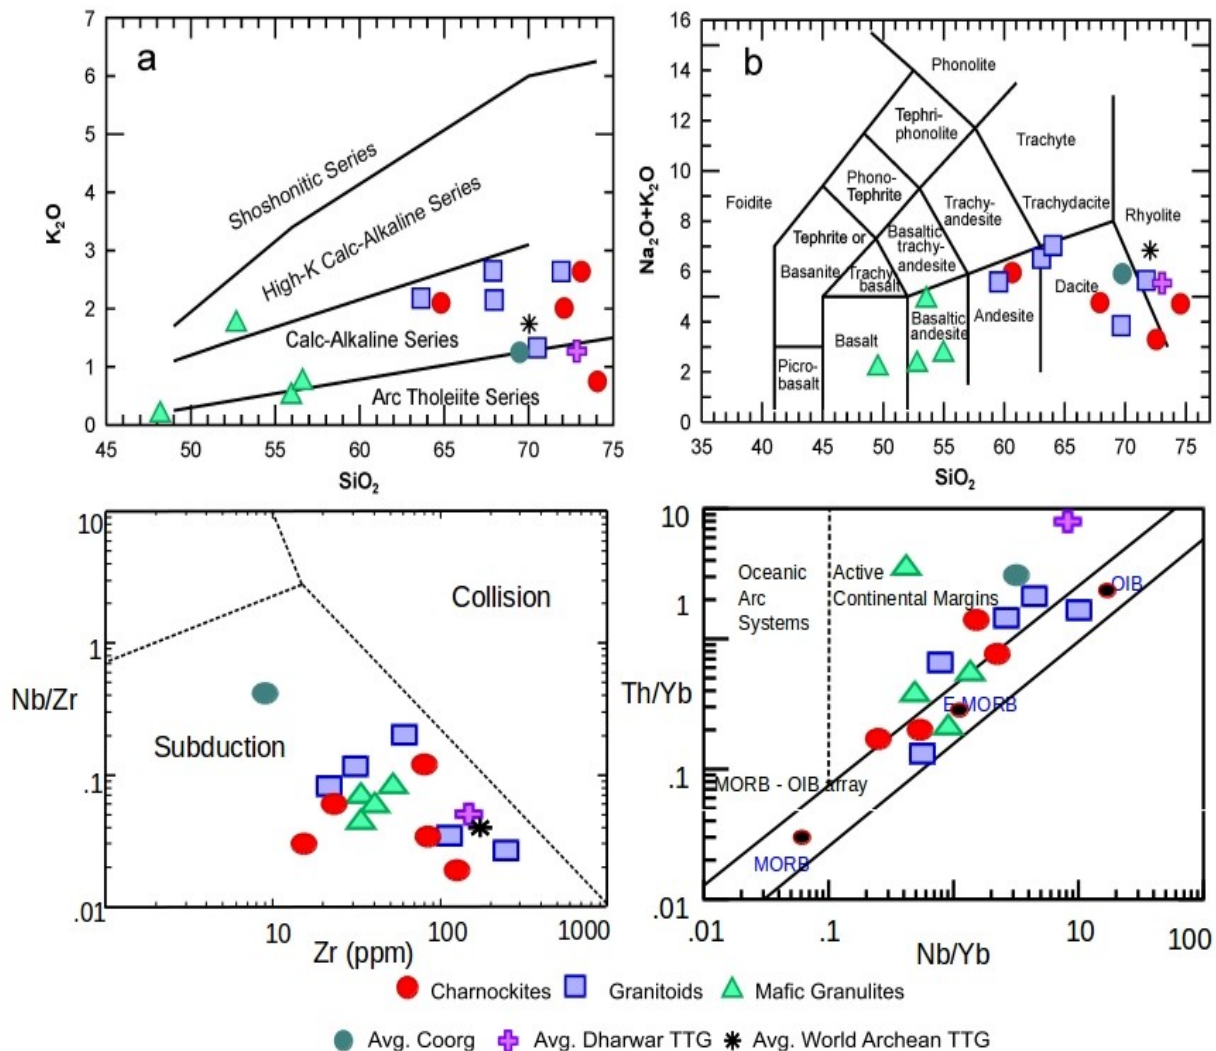 a
7
6
5
4
3
2
1
0
K₂O
Shoshonitic Series
High-K Calc-Alkaline Series
Calc-Alkaline Series
Arc Tholeiite Series
45 50 55 60 65 70 75
SiO₂
b
16
14
12
10
8
6
4
2
0
Na₂O+K₂O
Phonolite
Tephri-
phonolite
Trachyte
Phono-
Tephrite
Foidite
Trachy-
andesite
Trachydacite
Rhyolite
Tephrite or
Basanite
Basaltic
trachy-
andesite
Trachy
basalt
Dacite
Andesite
Basaltic
andesite
Basalt
Picro-
basalt
35 40 45 50 55 60 65 70 75
SiO₂
10
1
.1
.01
Nb/Zr
Collision
Subduction
10 100 1000
Zr (ppm)
10
1
.1
.01
Th/Yb
Oceanic
Arc
Systems
Active
Continental Margins
OIB
E-MORB
MORB - OIB array
MORB
.01 .1 1 10 100
Nb/Yb
Charnockites Granitoids Mafic Granulites
Avg. Coorg Avg. Dharwar TTG Avg. World Archean TTG